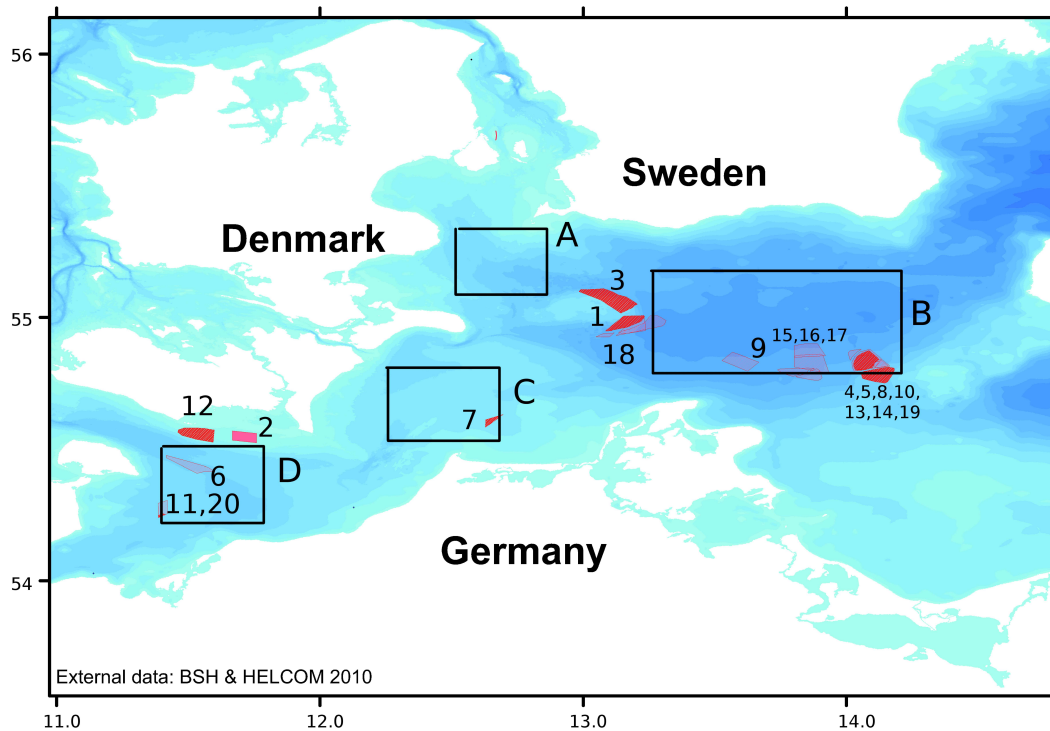 56
Sweden
Denmark
A
3
55
1
B
15,16,17
9
18
C
4,5,8,10,
13,14,19
12
7
2
D
6
11,20
Germany
54
External data: BSH & HELCOM 2010
11.0
12.0
13.0
14.0